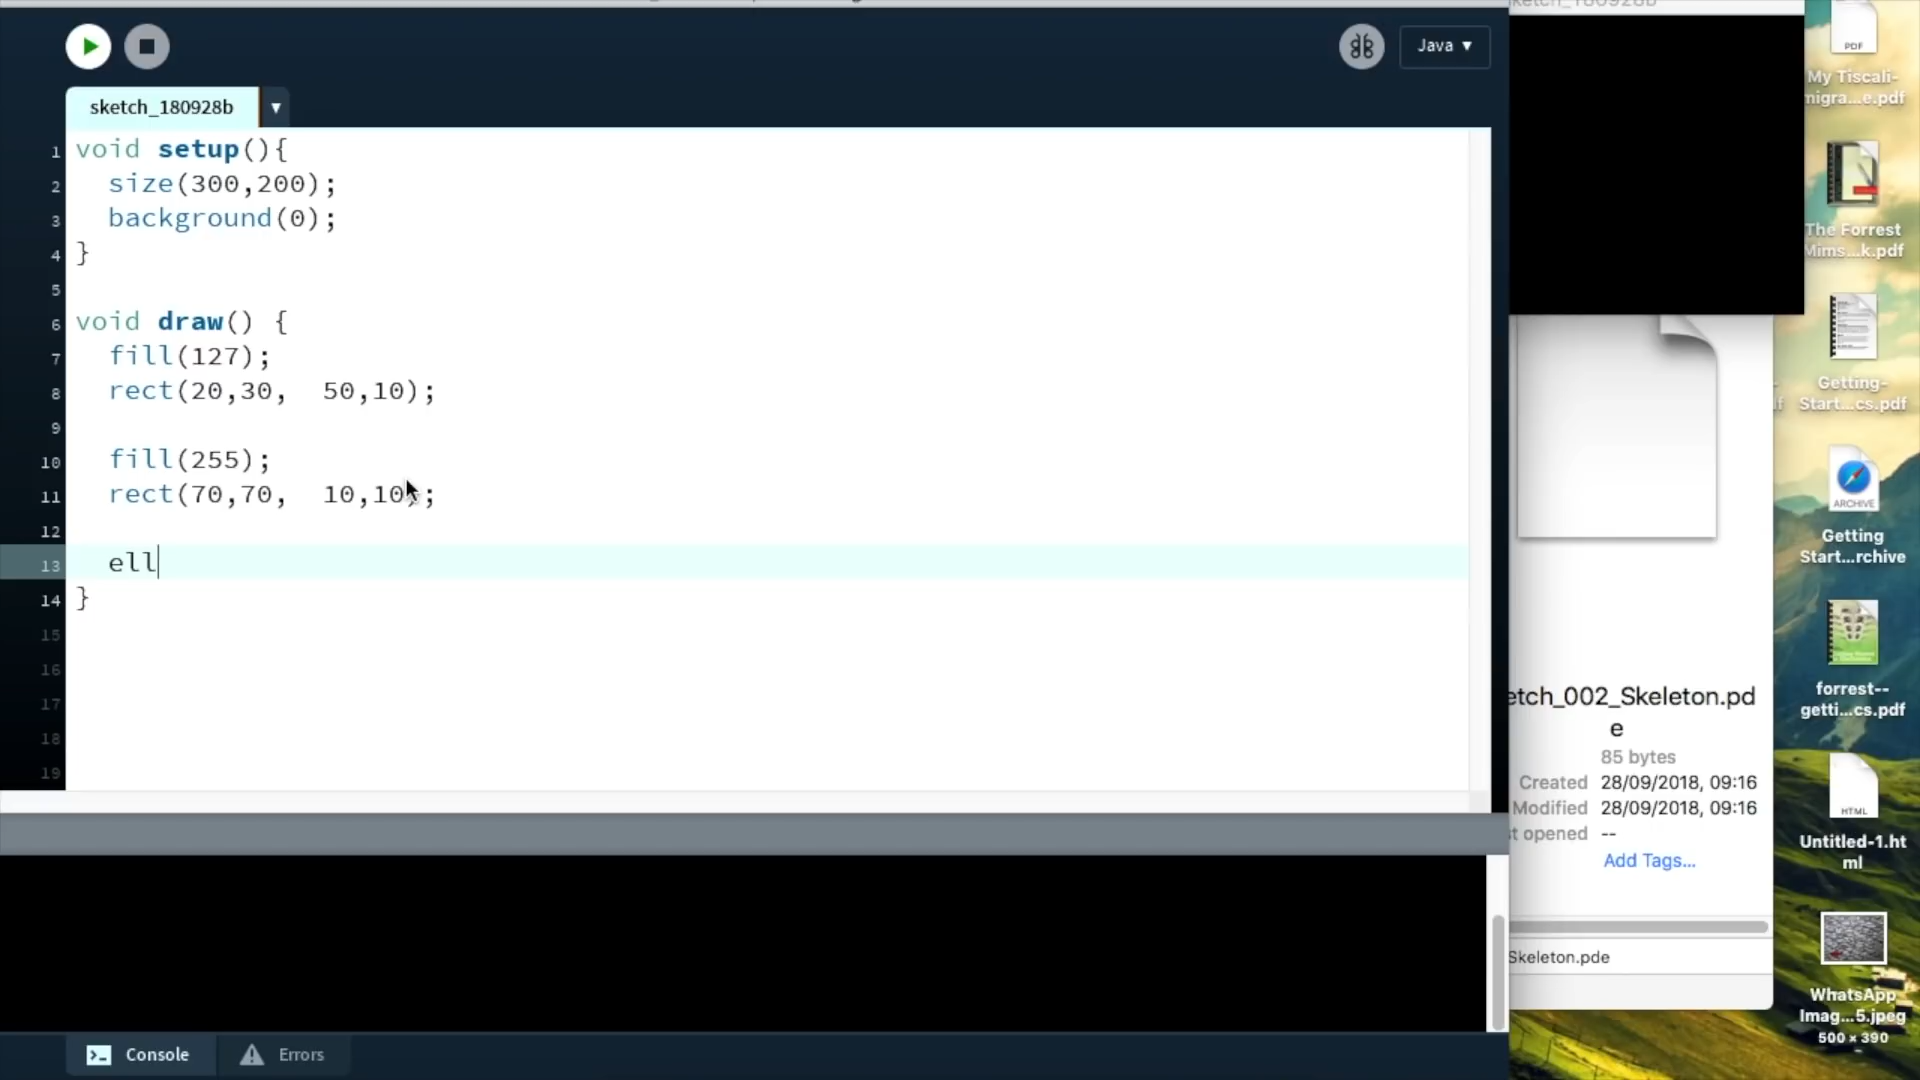 sketch_180928b
Java ▼
sketch_180928b
▼
1 void setup(){
2 size(300,200);
3 background(0);
4 }
5
6 void draw() {
7 fill(127);
8 rect(20,30,  50,10);
9
10 fill(255);
11 rect(70,70,  10,10);
12
13 ell
14 }
15
16
17
18
19
Console
Errors
etch_002_Skeleton.pd
e
85 bytes
Created 28/09/2018, 09:16
Modified 28/09/2018, 09:16
t opened --
Add Tags...
Skeleton.pde
PDF
My Tiscali-
migra...e.pdf
The Forrest
Mims...k.pdf
Getting-
Start...cs.pdf
ARCHIVE
Getting
Start...rchive
forrest--
getti...cs.pdf
HTML
Untitled-1.ht
ml
WhatsApp
Imag...5.jpeg
500 × 390